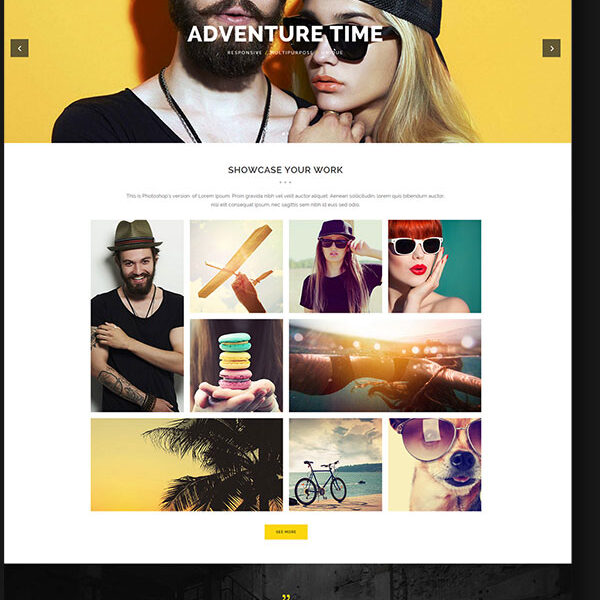 ADVENTURE TIME
RESPONSIVE / MULTIPURPOSE / UNIQUE
SHOWCASE YOUR WORK
This is Photoshop's version of Lorem Ipsum. Proin gravida nibh vel velit auctor aliquet. Aenean sollicitudin, lorem quis bibendum auctor,
nisi elit consequat ipsum, nec sagittis sem nibh id elit. Duis sed odio.
SEE MORE
”